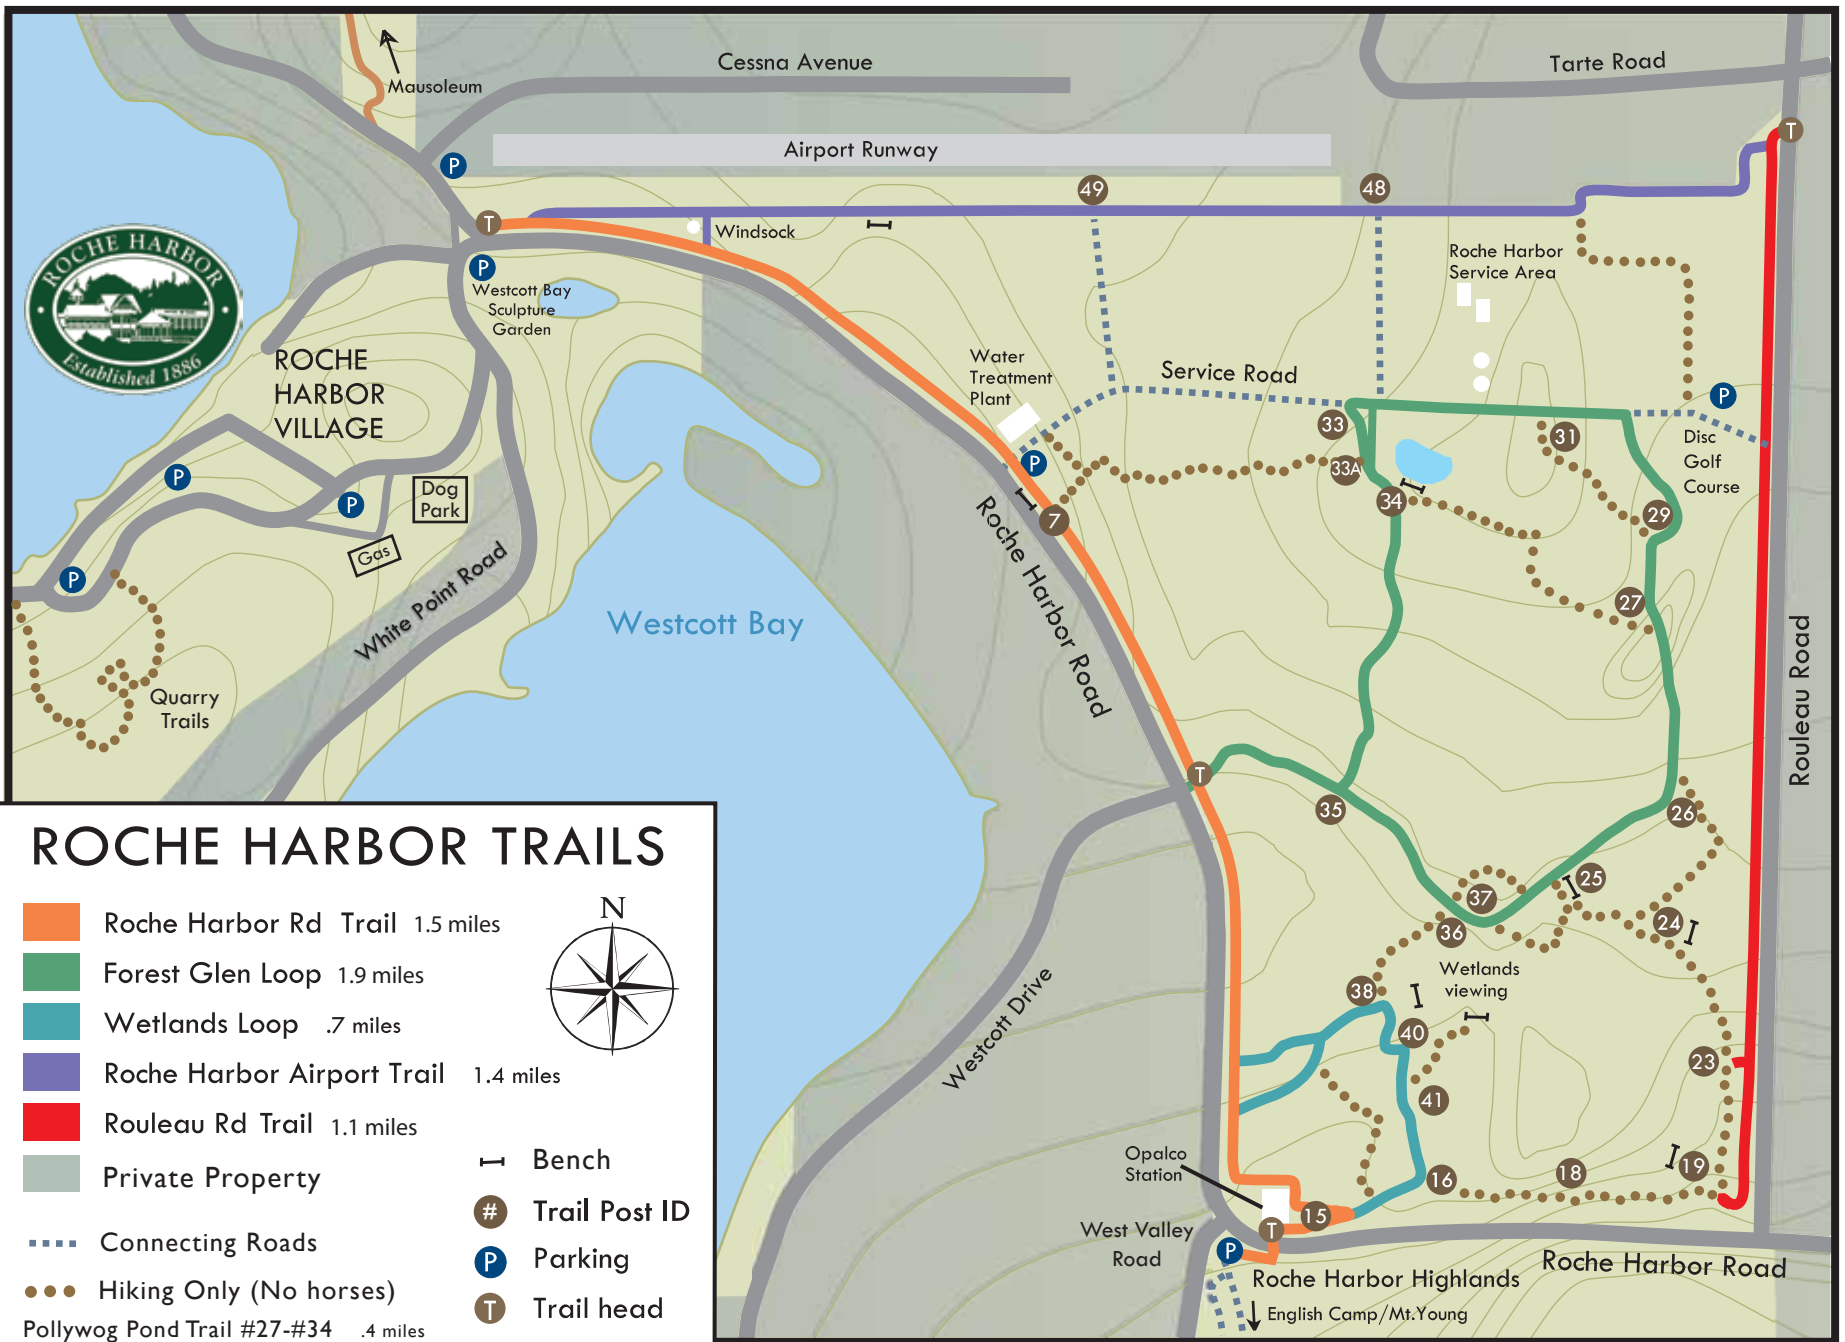 Mausoleum
Cessna Avenue
Tarte Road
Airport Runway
P
T
T
49
48
Windsock
ROCHE HARBOR
Established 1886
P
Westcott Bay
Sculpture
Garden
Roche Harbor
Service Area
ROCHE
HARBOR
VILLAGE
Water
Treatment
Plant
Service Road
P
33
31
Disc
Golf
Course
P
33A
34
29
P
P
Dog
Park
Gas
7
P
27
White Point Road
Westcott Bay
Roche Harbor Road
Rouleau Road
Quarry
Trails
T
35
26
25
37
24
36
38
Wetlands
viewing
40
23
41
Westcott Drive
Opalco
Station
16
18
19
15
West Valley
Road
T
P
Roche Harbor Road
Roche Harbor Highlands
English Camp/Mt.Young
ROCHE HARBOR TRAILS
N
Roche Harbor Rd Trail 1.5 miles
Forest Glen Loop 1.9 miles
Wetlands Loop .7 miles
Roche Harbor Airport Trail 1.4 miles
Rouleau Rd Trail 1.1 miles
Private Property
Connecting Roads
Hiking Only (No horses)
Pollywog Pond Trail #27-#34 .4 miles
Bench
# Trail Post ID
P Parking
T Trail head